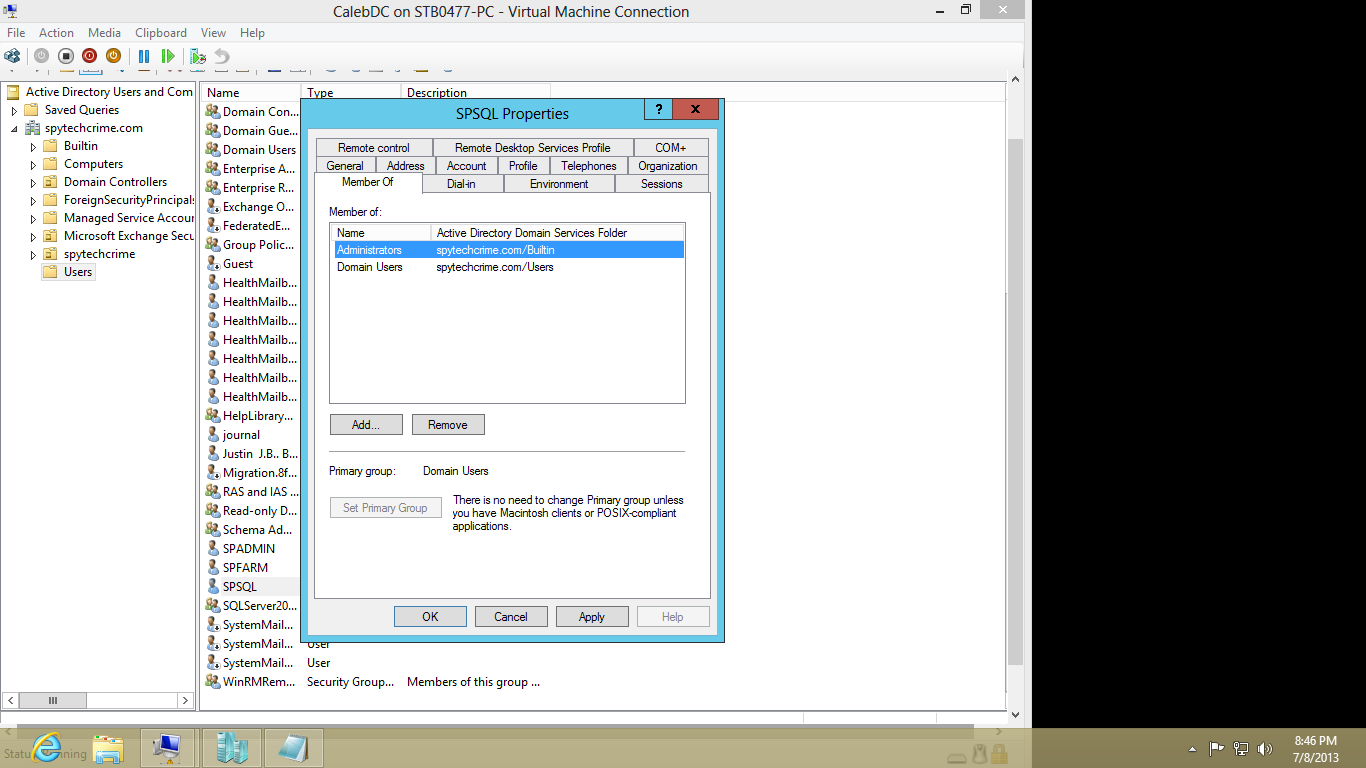 CalebDC on STB0477-PC - Virtual Machine Connection
File Action Media Clipboard View Help
Active Directory Users and Com
Saved Queries
spytechcrime.com
Builtin
Computers
Domain Controllers
ForeignSecurityPrincipals
Managed Service Accour
Microsoft Exchange Secu
spytechcrime
Users
Name Type Description
Domain Con...
Domain Gue...
Domain Users
Enterprise A...
Enterprise R...
Exchange O...
FederatedE...
Group Polic...
Guest
HealthMailb...
HealthMailb...
HealthMailb...
HealthMailb...
HealthMailb...
HealthMailb...
HealthMailb...
HelpLibrary...
journal
Justin J.B.. B...
Migration.8f...
RAS and IAS ...
Read-only D...
Schema Ad...
SPADMIN
SPFARM
SPSQL
SQLServer20...
SystemMail...
SystemMail... User
SystemMail... User
WinRMRem... Security Group... Members of this group ...
SPSQL Properties
? x
Remote control Remote Desktop Services Profile COM+
General Address Account Profile Telephones Organization
Member Of Dial-in Environment Sessions
Member of:
Name Active Directory Domain Services Folder
Administrators spytechcrime.com/Builtin
Domain Users spytechcrime.com/Users
Add... Remove
Primary group: Domain Users
Set Primary Group
There is no need to change Primary group unless
you have Macintosh clients or POSIX-compliant
applications.
OK Cancel Apply Help
8:46 PM
7/8/2013